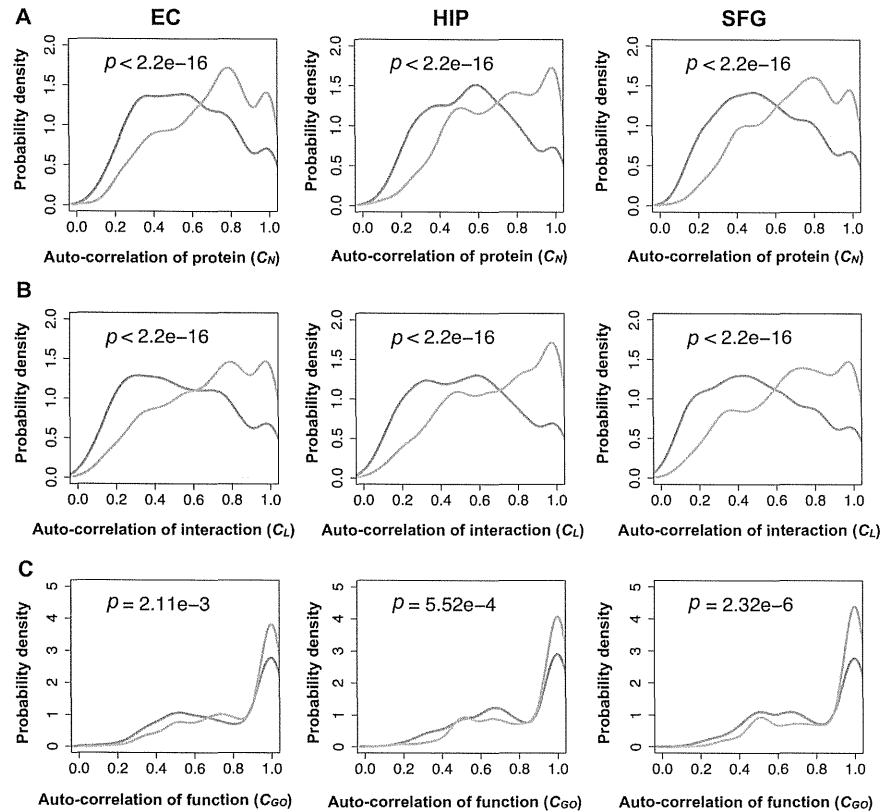 A
EC
HIP
SFG
Probability density
0.0 0.5 1.0 1.5 2.0
p < 2.2e−16
0.0 0.2 0.4 0.6 0.8 1.0
Auto-correlation of protein (CN)
Probability density
0.0 0.5 1.0 1.5 2.0
p < 2.2e−16
0.0 0.2 0.4 0.6 0.8 1.0
Auto-correlation of protein (CN)
Probability density
0.0 0.5 1.0 1.5 2.0
p < 2.2e−16
0.0 0.2 0.4 0.6 0.8 1.0
Auto-correlation of protein (CN)
B
Probability density
0.0 0.5 1.0 1.5 2.0
p < 2.2e−16
0.0 0.2 0.4 0.6 0.8 1.0
Auto-correlation of interaction (CL)
Probability density
0.0 0.5 1.0 1.5 2.0
p < 2.2e−16
0.0 0.2 0.4 0.6 0.8 1.0
Auto-correlation of interaction (CL)
Probability density
0.0 0.5 1.0 1.5 2.0
p < 2.2e−16
0.0 0.2 0.4 0.6 0.8 1.0
Auto-correlation of interaction (CL)
C
Probability density
0 1 2 3 4 5
p = 2.11e−3
0.0 0.2 0.4 0.6 0.8 1.0
Auto-correlation of function (CGO)
Probability density
0 1 2 3 4 5
p = 5.52e−4
0.0 0.2 0.4 0.6 0.8 1.0
Auto-correlation of function (CGO)
Probability density
0 1 2 3 4 5
p = 2.32e−6
0.0 0.2 0.4 0.6 0.8 1.0
Auto-correlation of function (CGO)